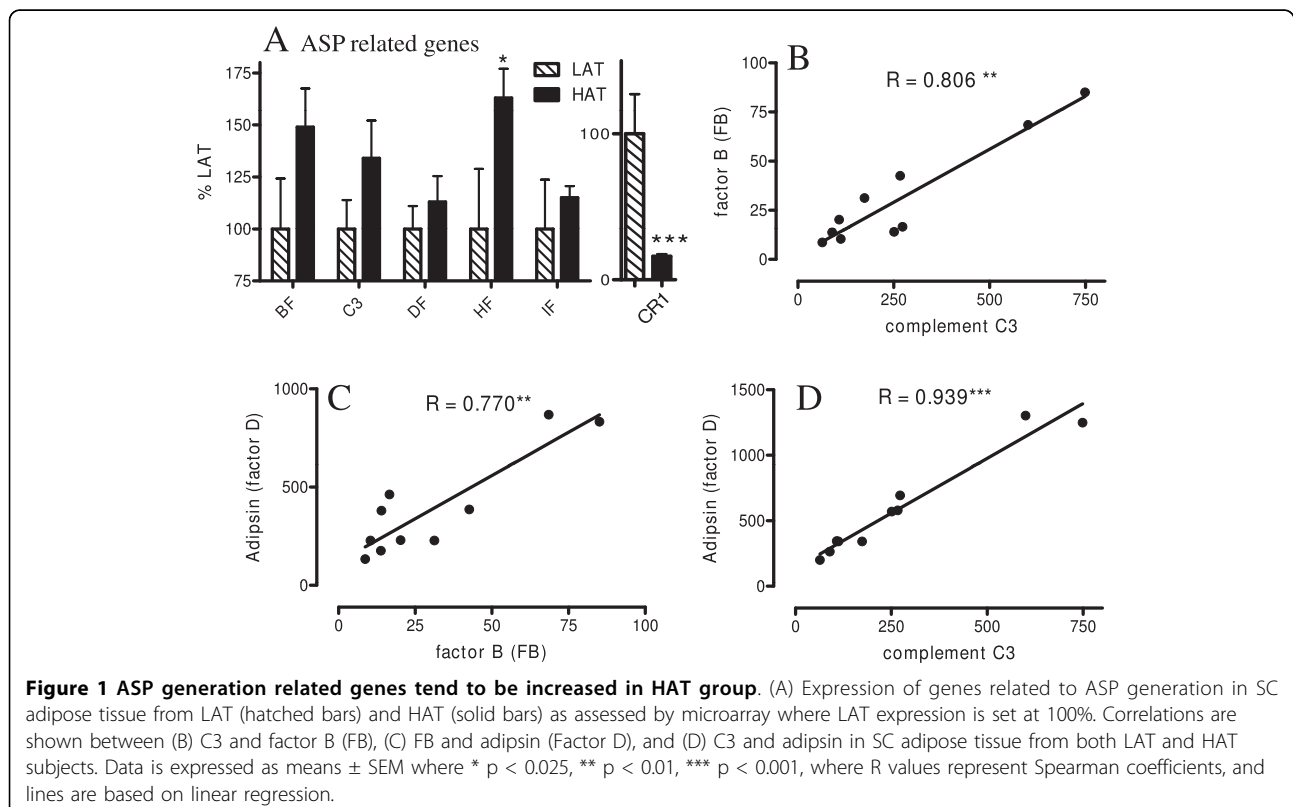 A ASP related genes
175
150
125
100
75
% LAT
*
LAT
HAT
100
0
***
BF C3 DF HF IF CR1
B
R = 0.806 **
100
75
50
25
0
factor B (FB)
0 250 500 750
complement C3
C
R = 0.770**
1000
500
0
Adipsin (factor D)
0 25 50 75 100
factor B (FB)
D
R = 0.939***
1500
1000
500
0
Adipsin (factor D)
0 250 500 750
complement C3
Figure 1 ASP generation related genes tend to be increased in HAT group. (A) Expression of genes related to ASP generation in SC
adipose tissue from LAT (hatched bars) and HAT (solid bars) as assessed by microarray where LAT expression is set at 100%. Correlations are
shown between (B) C3 and factor B (FB), (C) FB and adipsin (Factor D), and (D) C3 and adipsin in SC adipose tissue from both LAT and HAT
subjects. Data is expressed as means ± SEM where * p < 0.025, ** p < 0.01, *** p < 0.001, where R values represent Spearman coefficients, and
lines are based on linear regression.